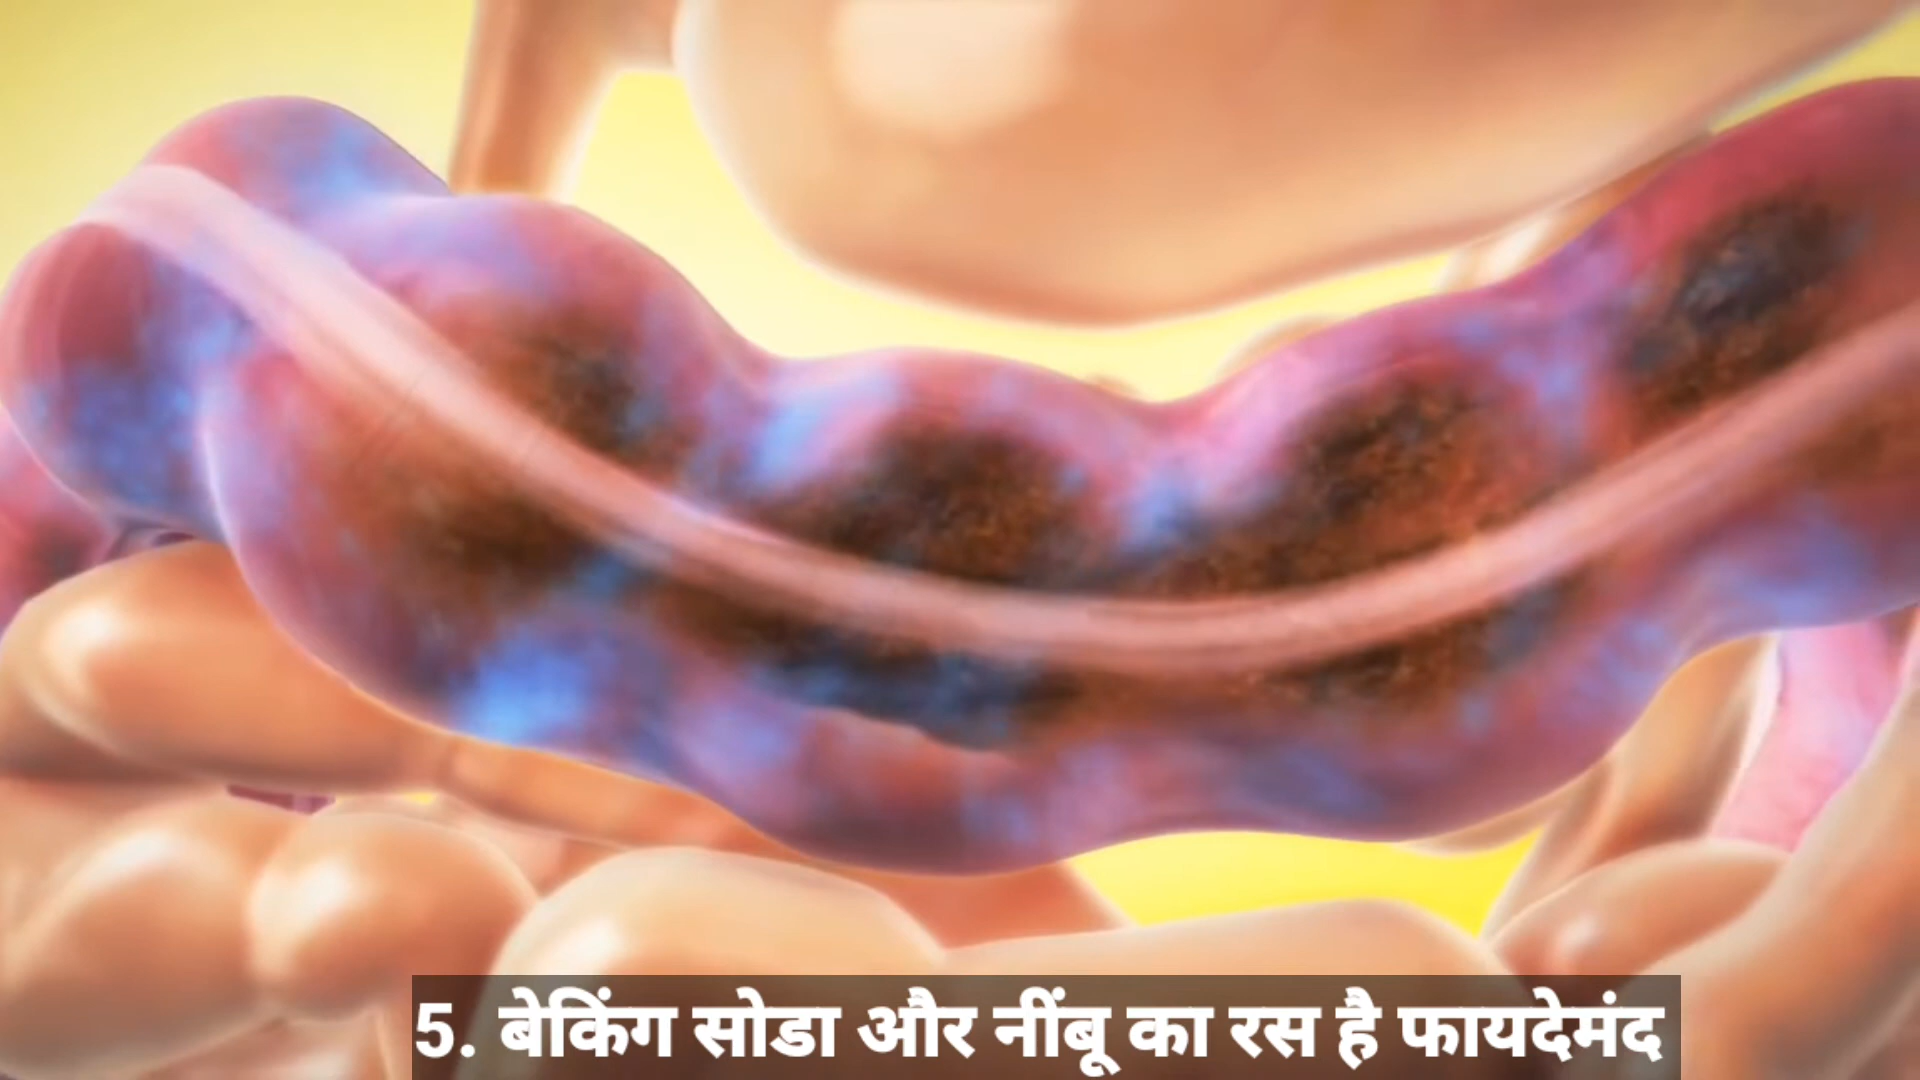 5. बेकिंग सोडा और नींबू का रस है फायदेमंद